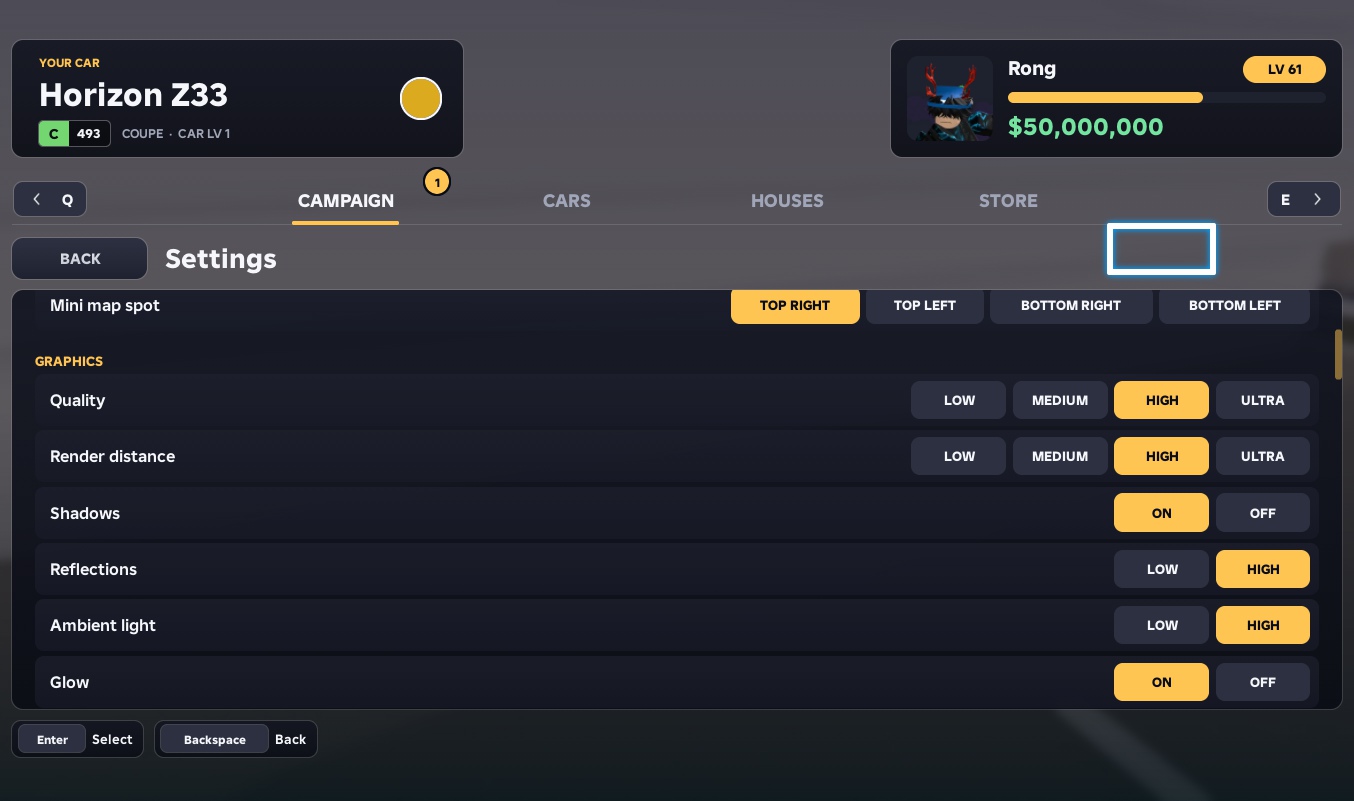 YOUR CAR
Horizon Z33
C 493 COUPE · CAR LV 1
Rong LV 61
$50,000,000
Q CAMPAIGN 1 CARS HOUSES STORE E
BACK Settings
Mini map spot TOP RIGHT TOP LEFT BOTTOM RIGHT BOTTOM LEFT
GRAPHICS
Quality LOW MEDIUM HIGH ULTRA
Render distance LOW MEDIUM HIGH ULTRA
Shadows ON OFF
Reflections LOW HIGH
Ambient light LOW HIGH
Glow ON OFF
Enter Select Backspace Back